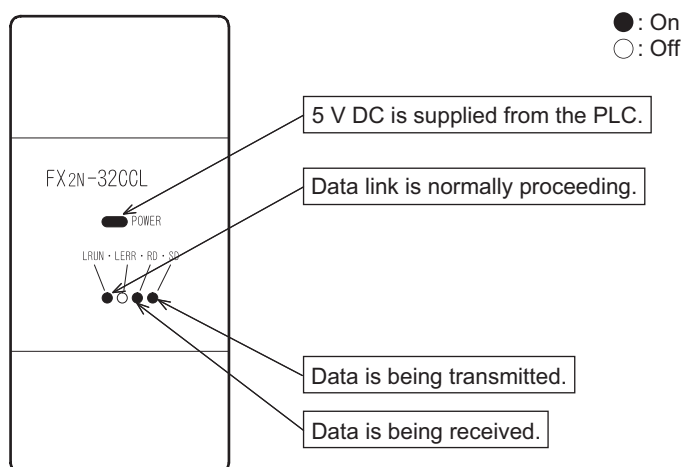 ●: On
○: Off
5 V DC is supplied from the PLC.
Data link is normally proceeding.
FX2N-32CCL
POWER
LRUN・LERR・RD・SD
Data is being transmitted.
Data is being received.